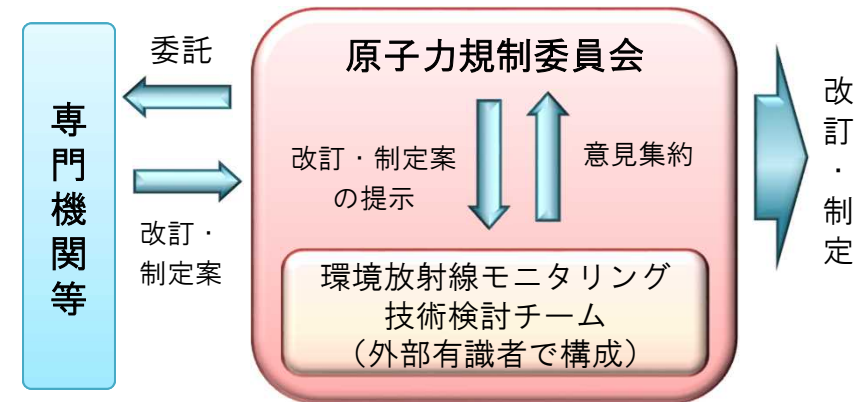 専門機関等
委託
改訂・
制定案
原子力規制委員会
改訂・制定案
の提示
意見集約
環境放射線モニタリング
技術検討チーム
（外部有識者で構成）
改訂・制定